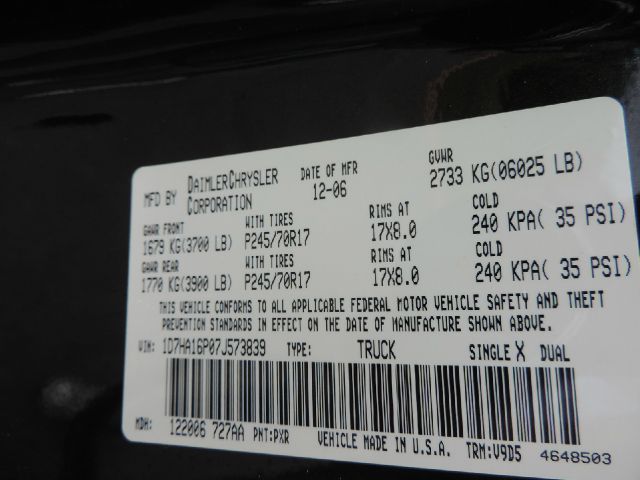 MFD BY DAIMLERCHRYSLER CORPORATION DATE OF MFR 12-06 GVWR 2733 KG(06025 LB)
GAWR FRONT WITH TIRES RIMS AT COLD
1679 KG(3700 LB) P245/70R17 17X8.0 240 KPA( 35 PSI)
GAWR REAR WITH TIRES RIMS AT COLD
1770 KG(3900 LB) P245/70R17 17X8.0 240 KPA( 35 PSI)
THIS VEHICLE CONFORMS TO ALL APPLICABLE FEDERAL MOTOR VEHICLE SAFETY AND THEFT
PREVENTION STANDARDS IN EFFECT ON THE DATE OF MANUFACTURE SHOWN ABOVE.
VIN: 1D7HA16P07J573839 TYPE: TRUCK SINGLE X DUAL
MDH: 122006 727AA PNT:PXR VEHICLE MADE IN U.S.A. TRM:V9D5 4648503